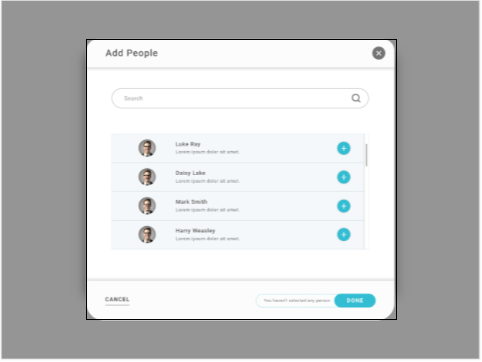 Add People
Search
Luke Ray
Lorem ipsum dolor sit amet.
Daisy Lake
Lorem ipsum dolor sit amet.
Mark Smith
Lorem ipsum dolor sit amet.
Harry Weasley
Lorem ipsum dolor sit amet.
CANCEL
You haven't selected any person
DONE